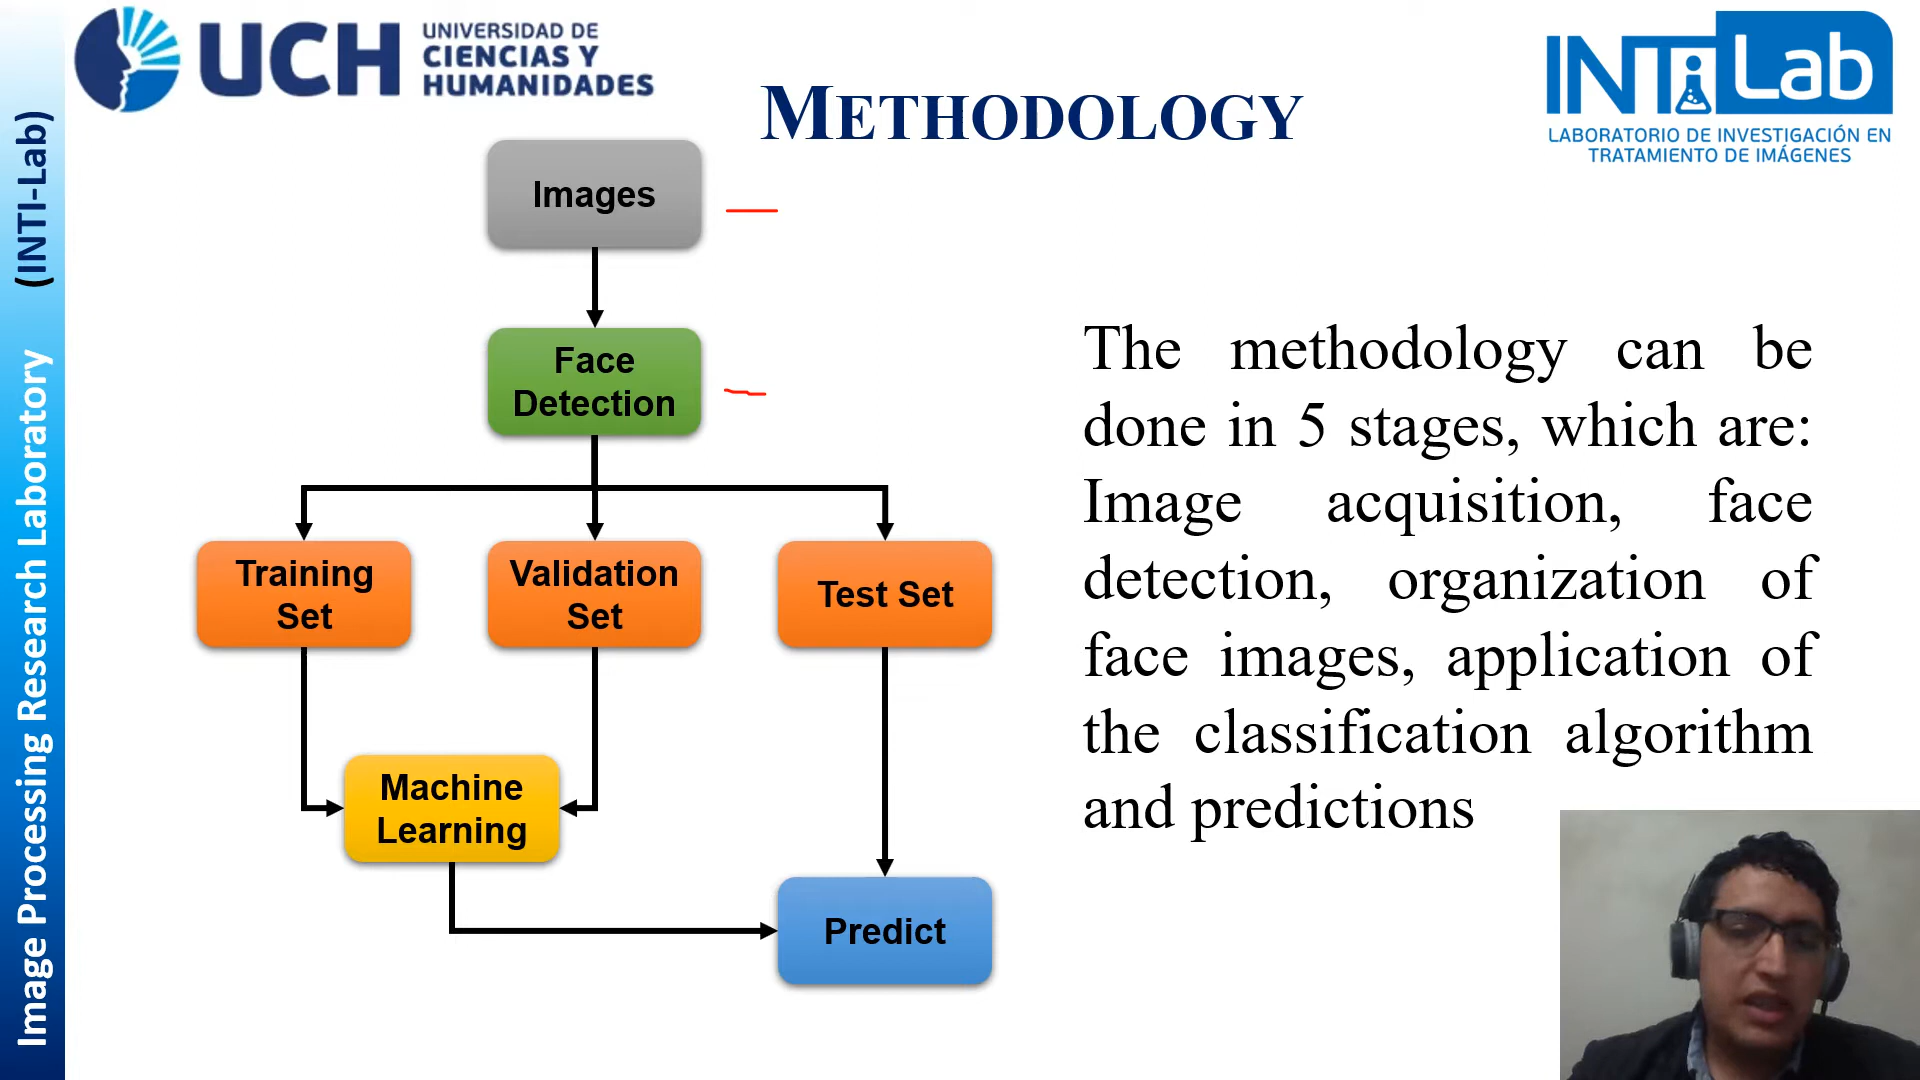 UCH
UNIVERSIDAD DE
CIENCIAS Y
HUMANIDADES
METHODOLOGY
INTi Lab
LABORATORIO DE INVESTIGACIÓN EN
TRATAMIENTO DE IMÁGENES
Image Processing Research Laboratory (INTI-Lab)
Images
Face
Detection
Training
Set
Validation
Set
Test Set
Machine
Learning
Predict
The methodology can be
done in 5 stages, which are:
Image acquisition, face
detection, organization of
face images, application of
the classification algorithm
and predictions